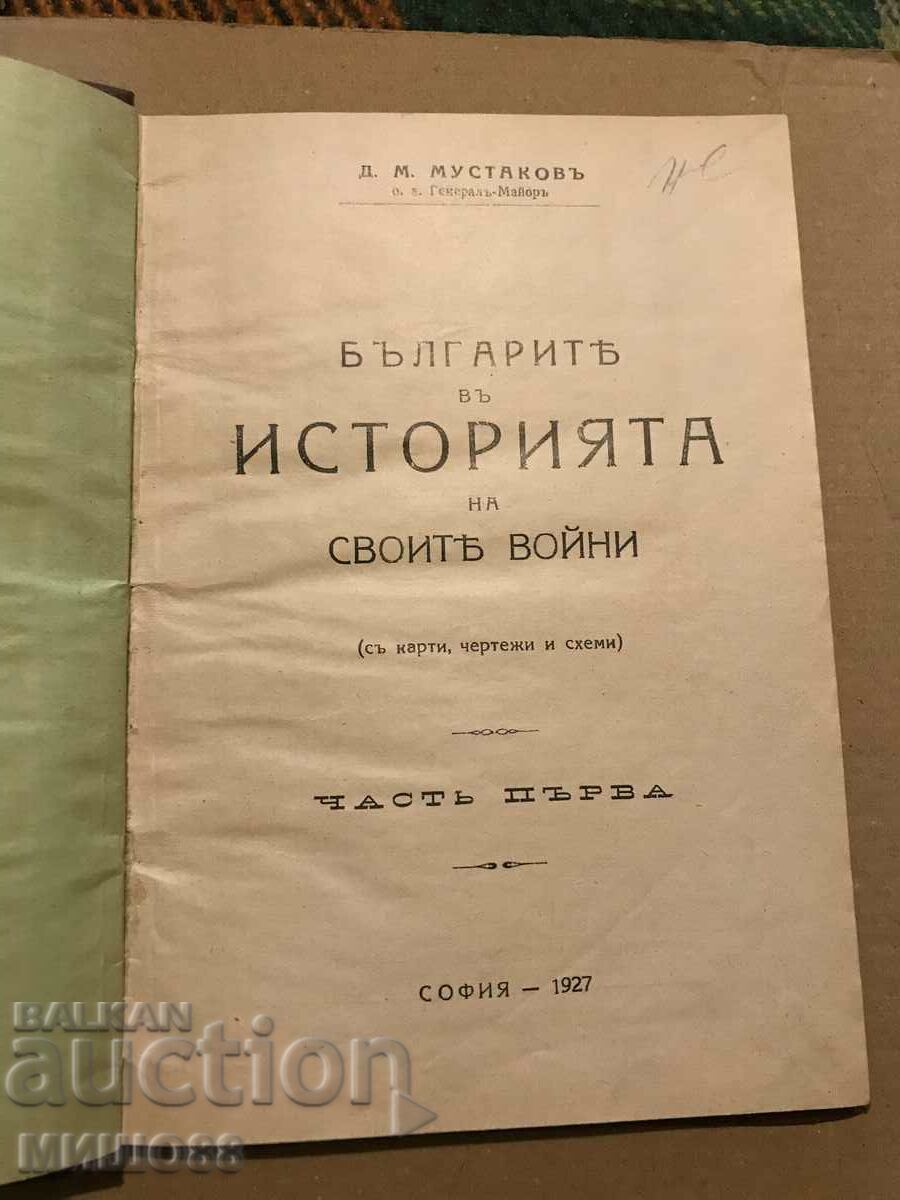 Д. М. МУСТАКОВЪ
о. з. Генералъ-Майоръ
БЪЛГАРИТѢ
ВЪ
ИСТОРИЯТА
НА
СВОИТѢ ВОЙНИ
(съ карти, чертежи и схеми)
ЧАСТЬ ПЪРВА
СОФИЯ — 1927
BALKAN
auction
МИШО88